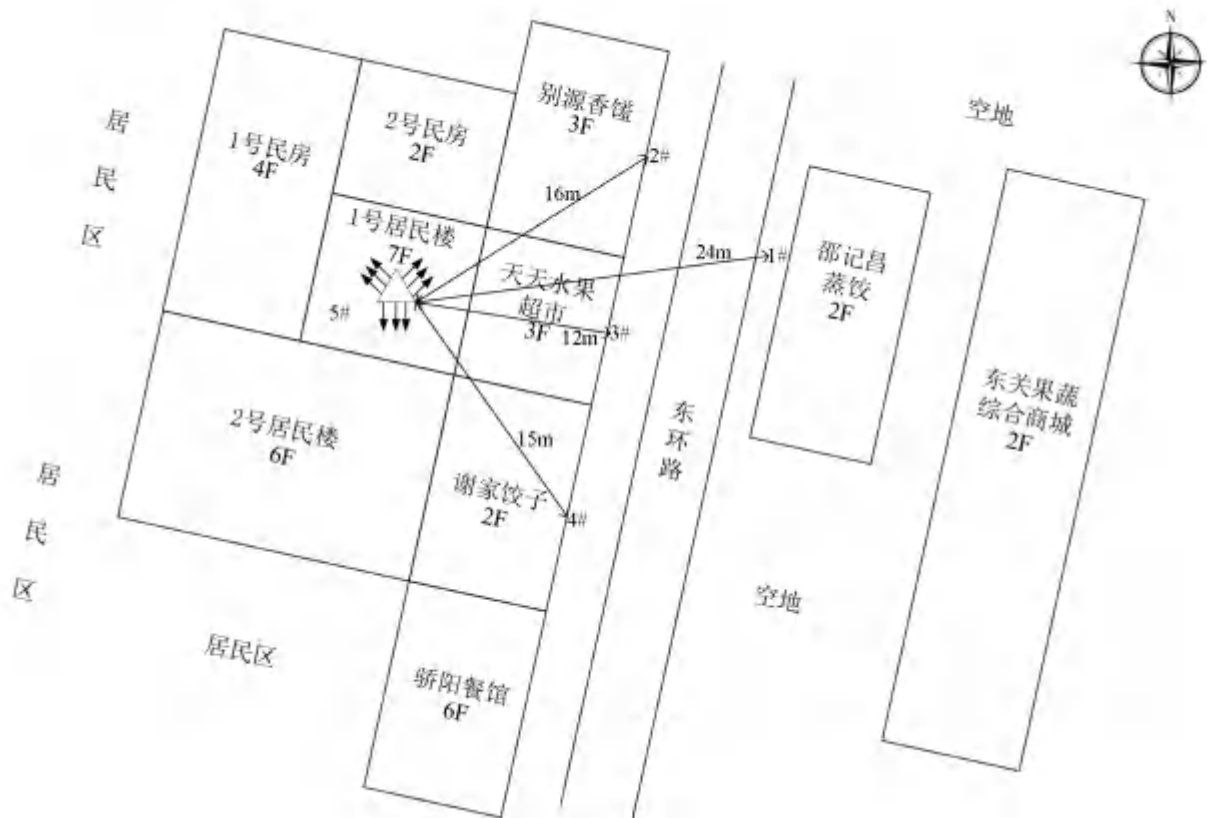 N
别源香馐
3F
空地
居
民
区
1号民房
4F
2号民房
2F
2#
16m
1号居民楼
7F
24m
1#
邵记昌
蒸饺
2F
天天水果
超市
3F
12m
3#
5#
东关果蔬
综合商城
2F
2号居民楼
6F
15m
东
环
路
居
民
区
谢家饺子
2F
4#
空地
居民区
骄阳餐馆
6F